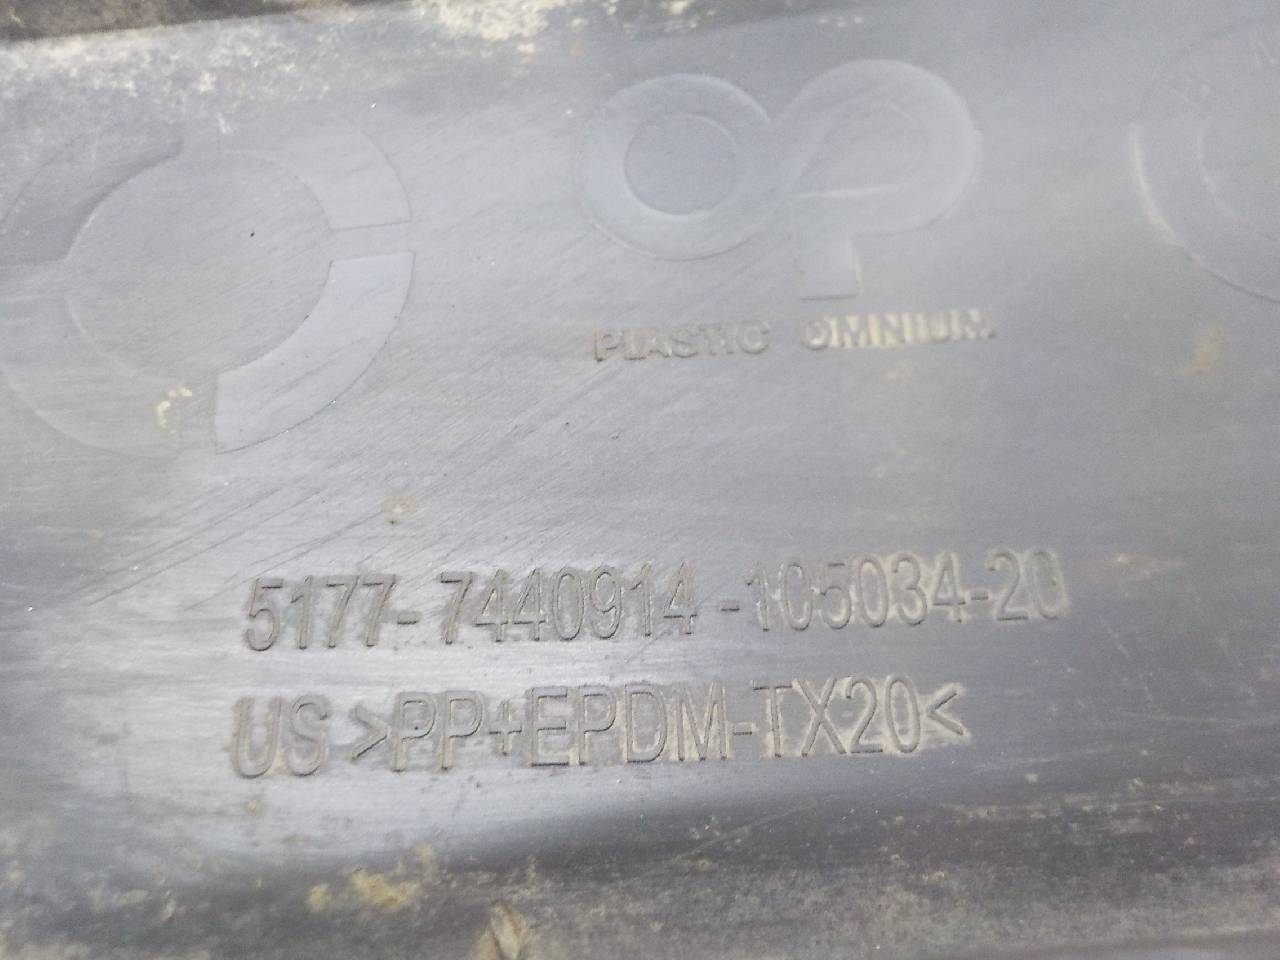 PLASTIC OMNIUM
5177-7440914-105034-20
US >PP+EPDM-TX20<